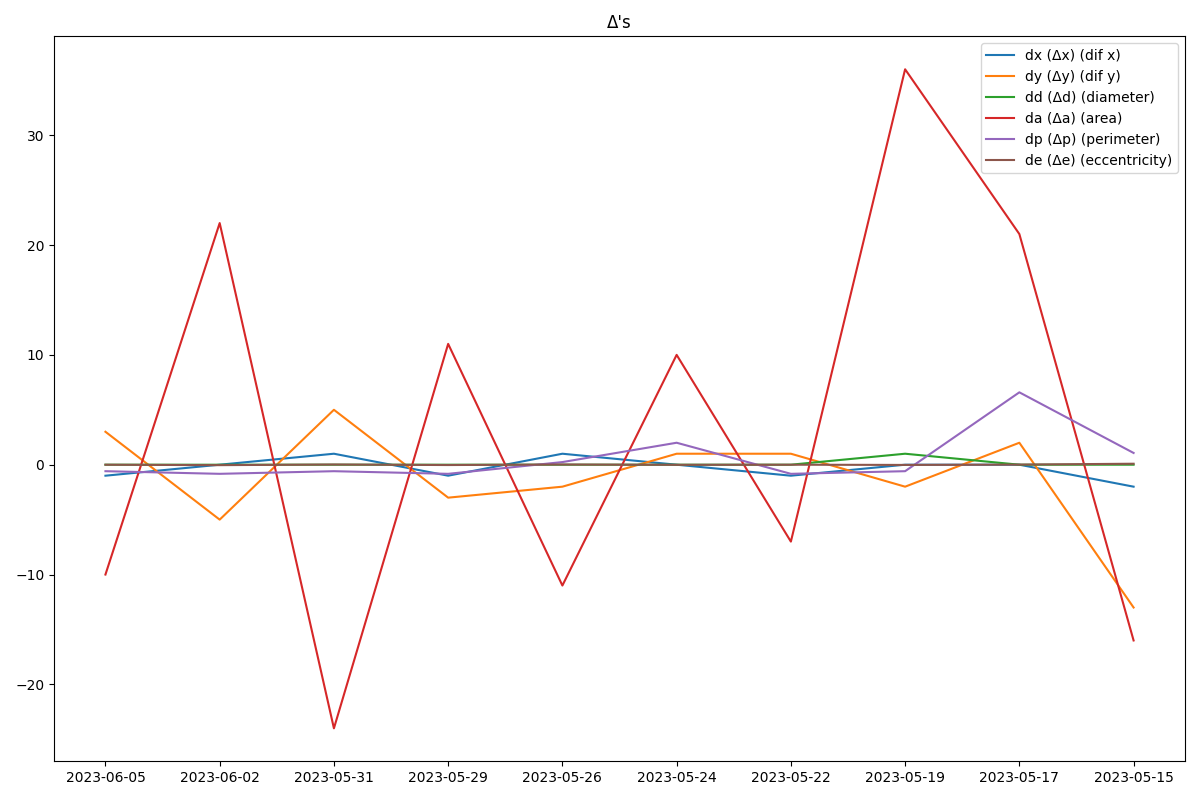 Δ's
dx (Δx) (dif x)
dy (Δy) (dif y)
dd (Δd) (diameter)
da (Δa) (area)
dp (Δp) (perimeter)
de (Δe) (eccentricity)
30
20
10
0
−10
−20
2023-06-05 2023-06-02 2023-05-31 2023-05-29 2023-05-26 2023-05-24 2023-05-22 2023-05-19 2023-05-17 2023-05-15